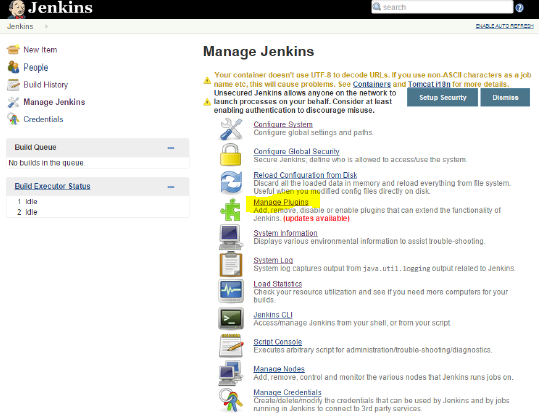 Jenkins
search
Jenkins
ENABLE AUTO REFRESH
New Item
People
Build History
Manage Jenkins
Credentials
Build Queue
No builds in the queue.
Build Executor Status
1 Idle
2 Idle
Manage Jenkins
Your container doesn't use UTF-8 to decode URLs. If you use non-ASCII characters as a job
name etc, this will cause problems. See Containers and Tomcat i18n for more details.
Unsecured Jenkins allows anyone on the network to
launch processes on your behalf. Consider at least
enabling authentication to discourage misuse.
Setup Security
Dismiss
Configure System
Configure global settings and paths.
Configure Global Security
Secure Jenkins; define who is allowed to access/use the system.
Reload Configuration from Disk
Discard all the loaded data in memory and reload everything from file system.
Useful when you modified config files directly on disk.
Manage Plugins
Add, remove, disable or enable plugins that can extend the functionality of
Jenkins. (updates available)
System Information
Displays various environmental information to assist trouble-shooting.
System Log
System log captures output from java.util.logging output related to Jenkins.
Load Statistics
Check your resource utilization and see if you need more computers for your
builds.
Jenkins CLI
Access/manage Jenkins from your shell, or from your script.
Script Console
Executes arbitrary script for administration/trouble-shooting/diagnostics.
Manage Nodes
Add, remove, control and monitor the various nodes that Jenkins runs jobs on.
Manage Credentials
Create/delete/modify the credentials that can be used by Jenkins and by jobs
running in Jenkins to connect to 3rd party services.